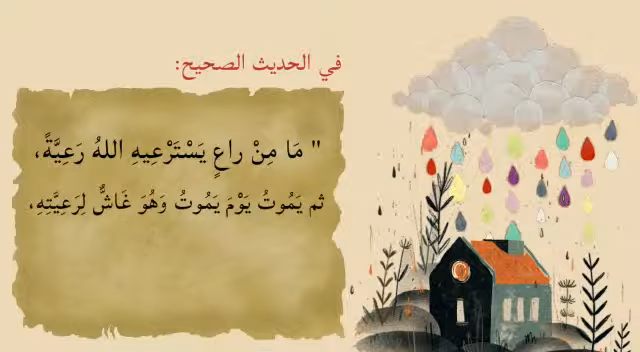 في الحديث الصحيح:
" مَا مِنْ راعٍ يَسْتَرْعِيهِ اللهُ رَعِيَّةً،
ثم يَمُوتُ يَوْمَ يَمُوتُ وَهُوَ غَاشٌّ لِرَعِيَّتِهِ،